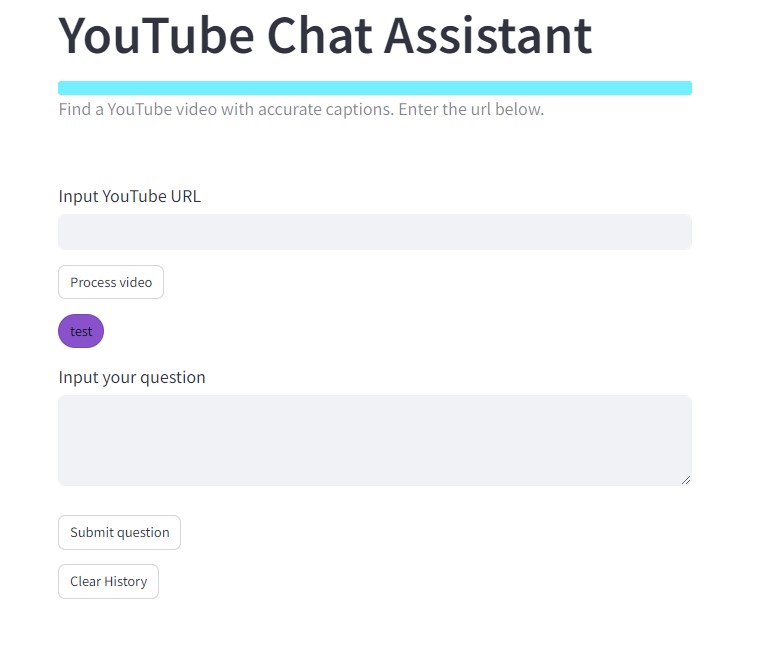 YouTube Chat Assistant
Find a YouTube video with accurate captions. Enter the url below.
Input YouTube URL
Process video
test
Input your question
Submit question
Clear History